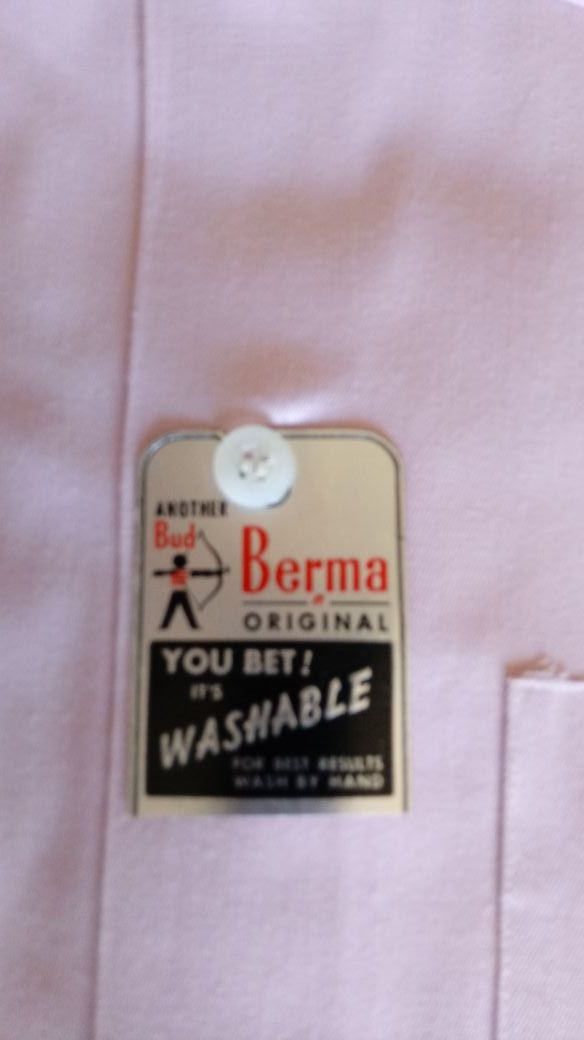 ANOTHER
Bud Berma
ORIGINAL
YOU BET!
IT'S
WASHABLE
FOR BEST RESULTS
WASH BY HAND